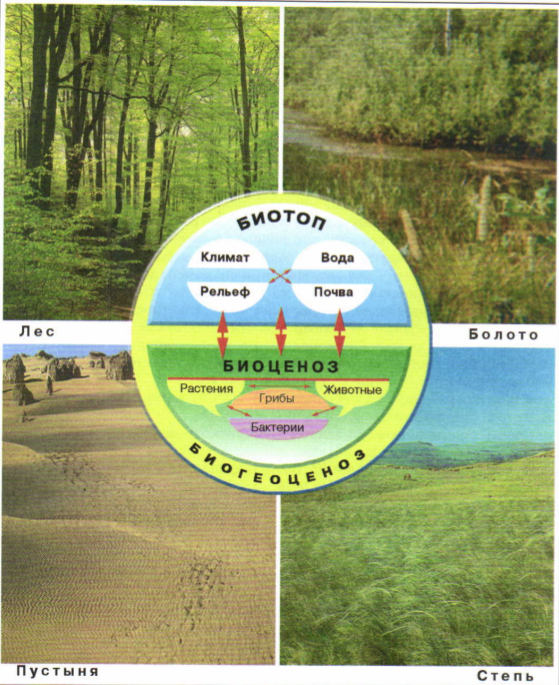 БИОТОП
Климат Вода
Рельеф Почва
Лес
Болото
БИОЦЕНОЗ
Растения Животные
Грибы
Бактерии
БИОГЕОЦЕНОЗ
Пустыня
Степь